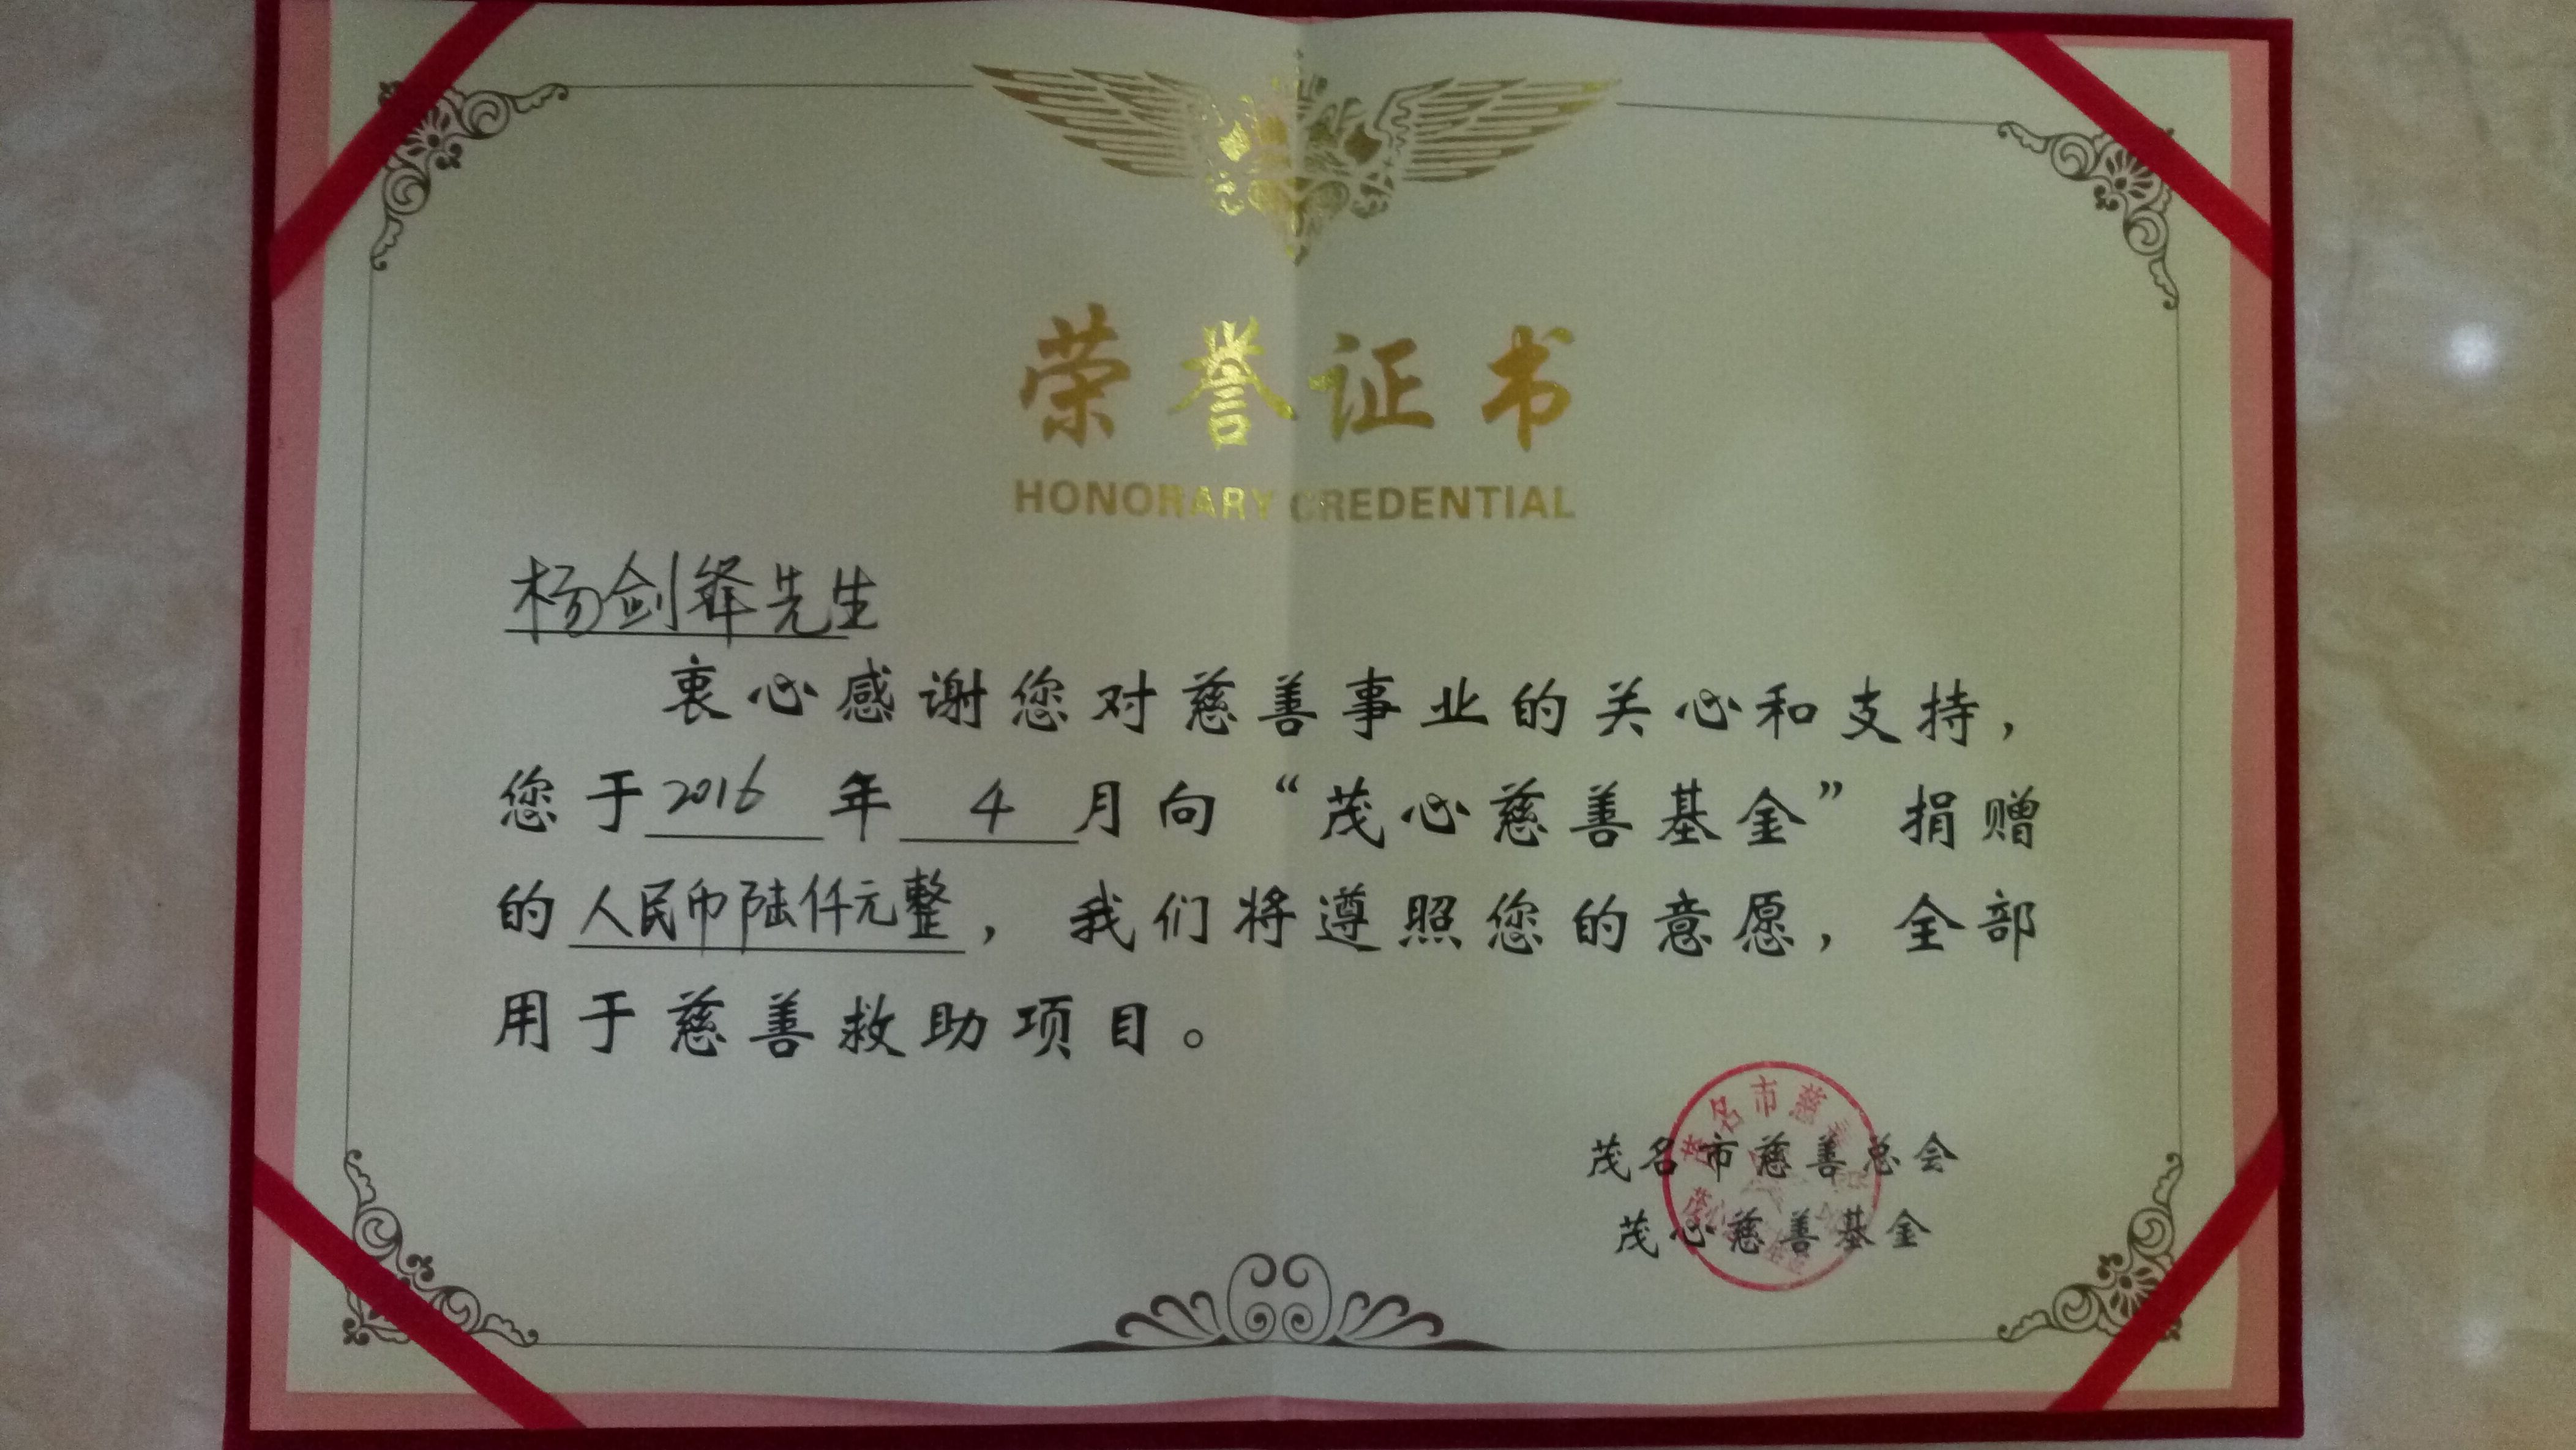 荣誉证书
HONORARY CREDENTIAL
杨剑锋先生
衷心感谢您对慈善事业的关心和支持，
您于2016年4月向“茂心慈善基金”捐赠
的人民币陆仟元整，我们将遵照您的意愿，全部
用于慈善救助项目。
茂名市慈善总会
茂心慈善基金
茂名市慈